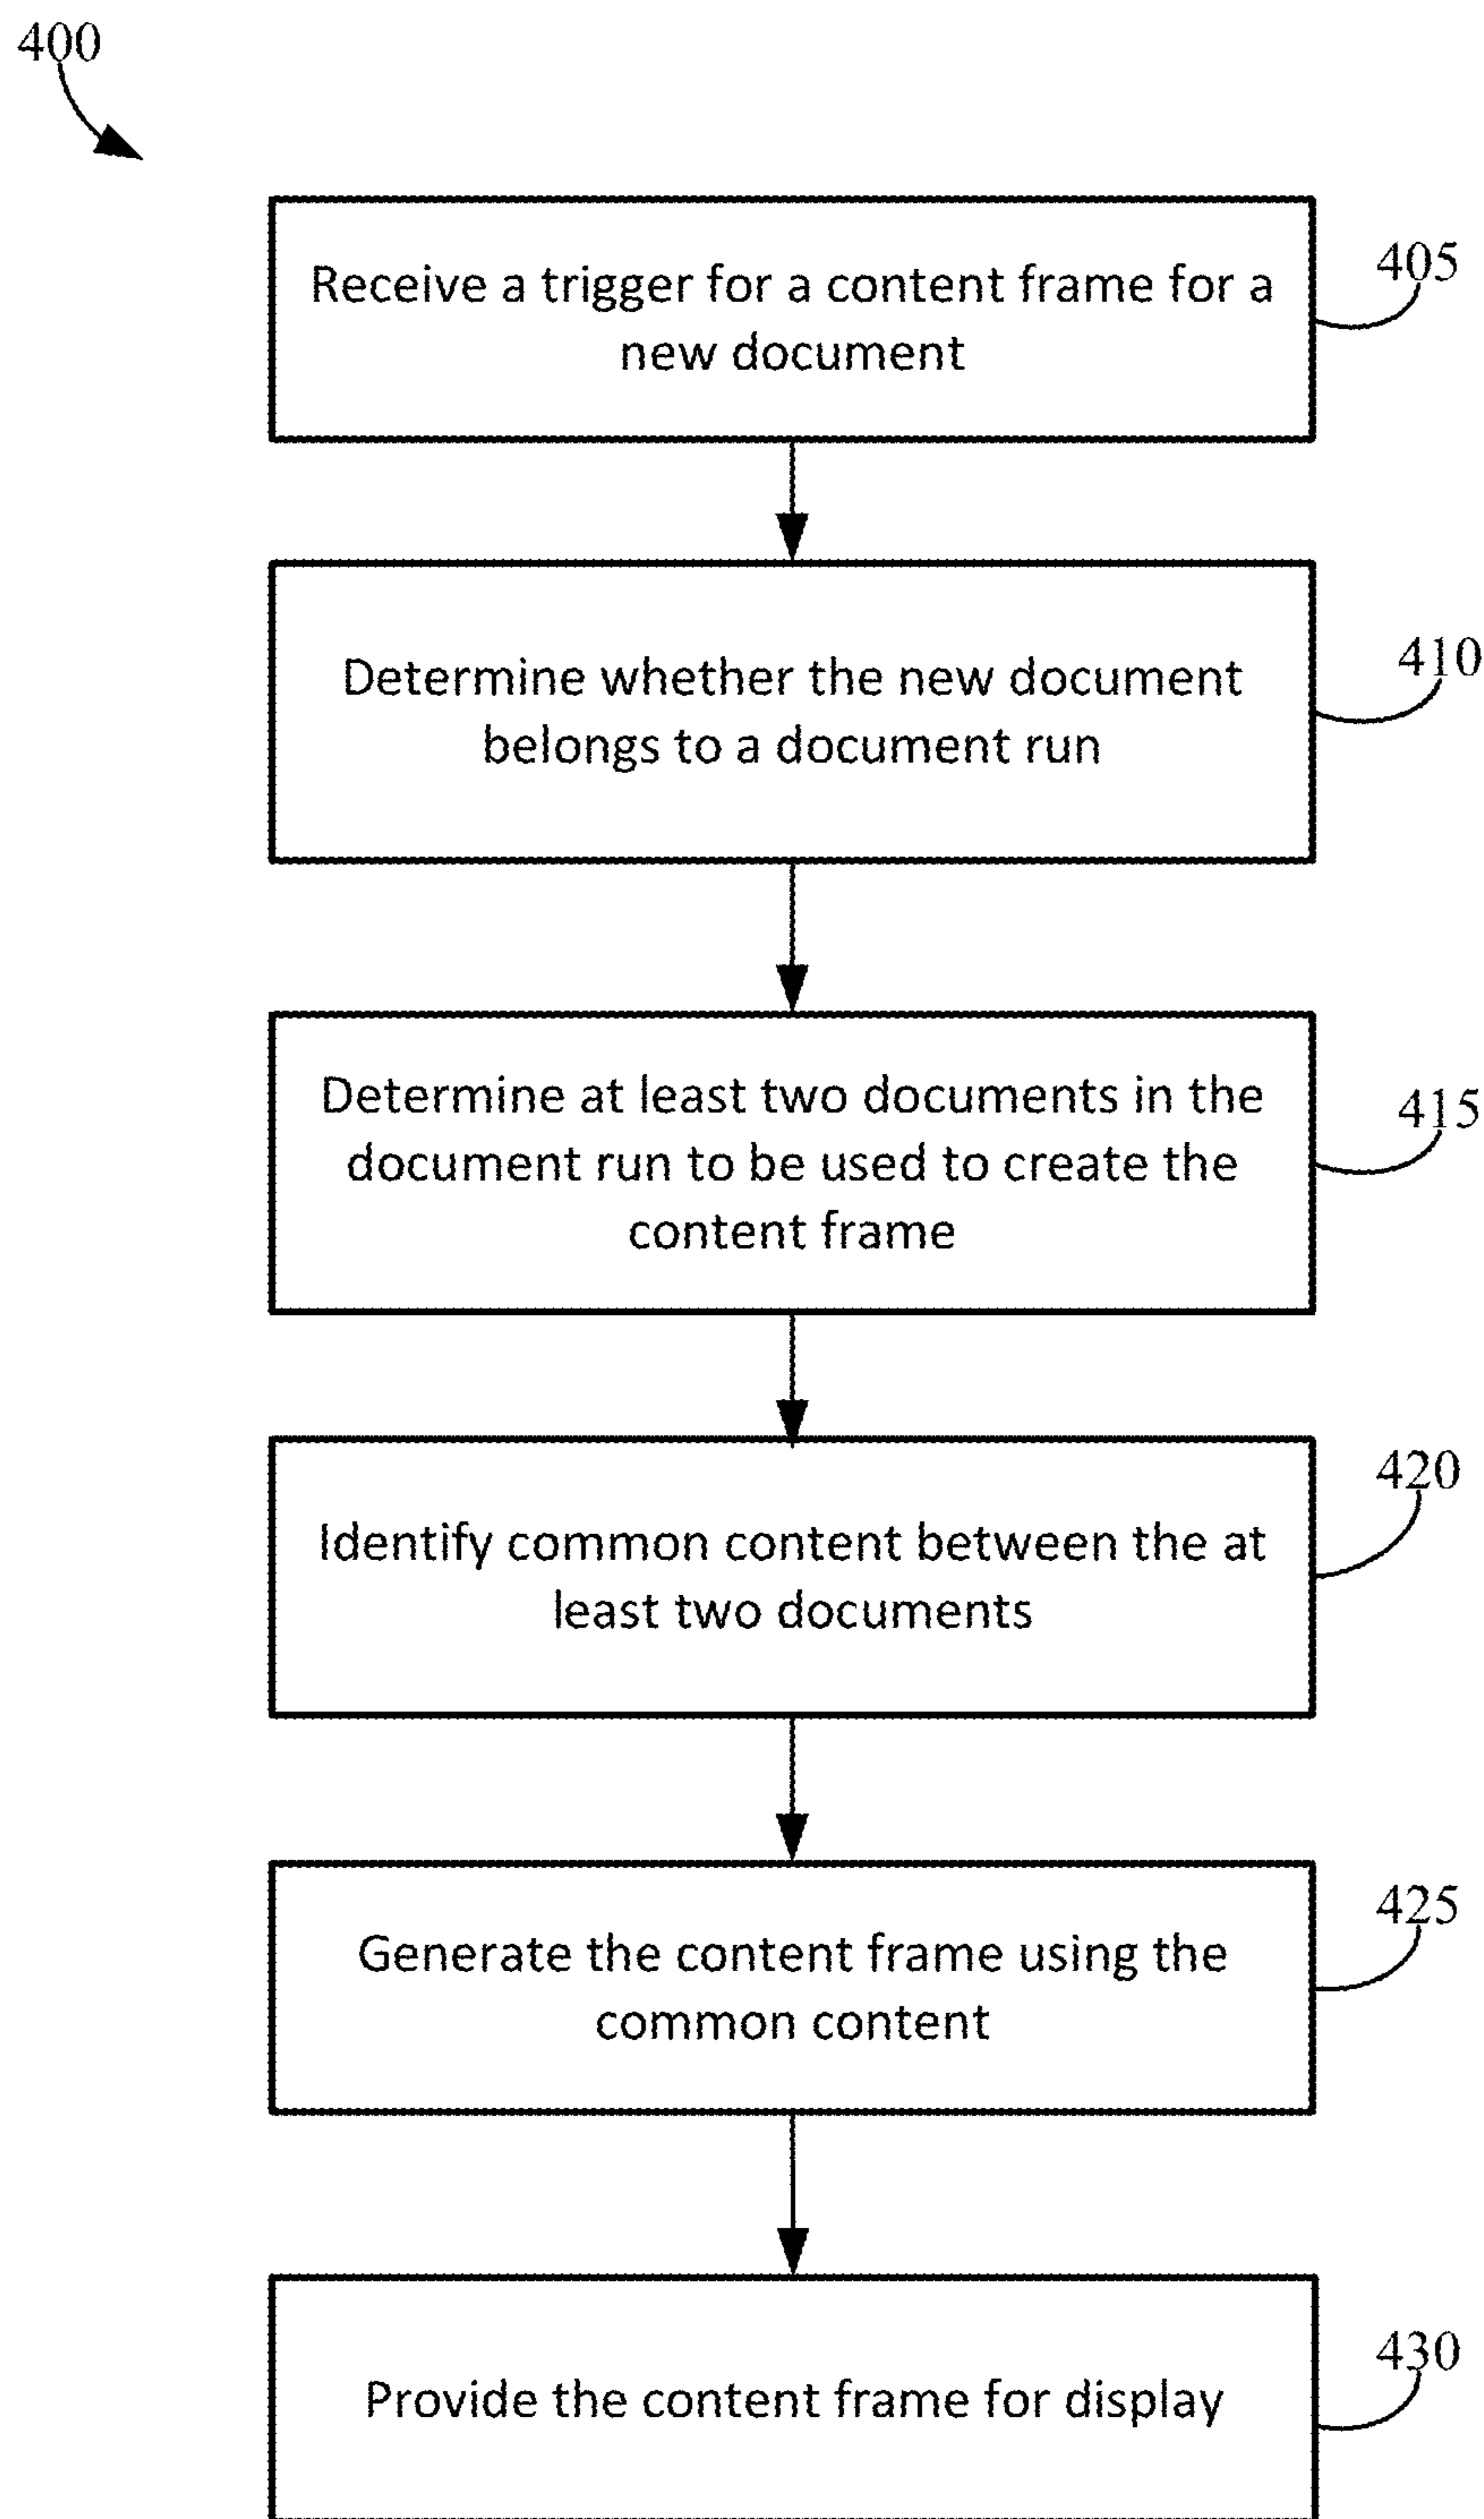 400
Receive a trigger for a content frame for a
new document
405
Determine whether the new document
belongs to a document run
410
Determine at least two documents in the
document run to be used to create the
content frame
415
Identify common content between the at
least two documents
420
Generate the content frame using the
common content
425
Provide the content frame for display
430